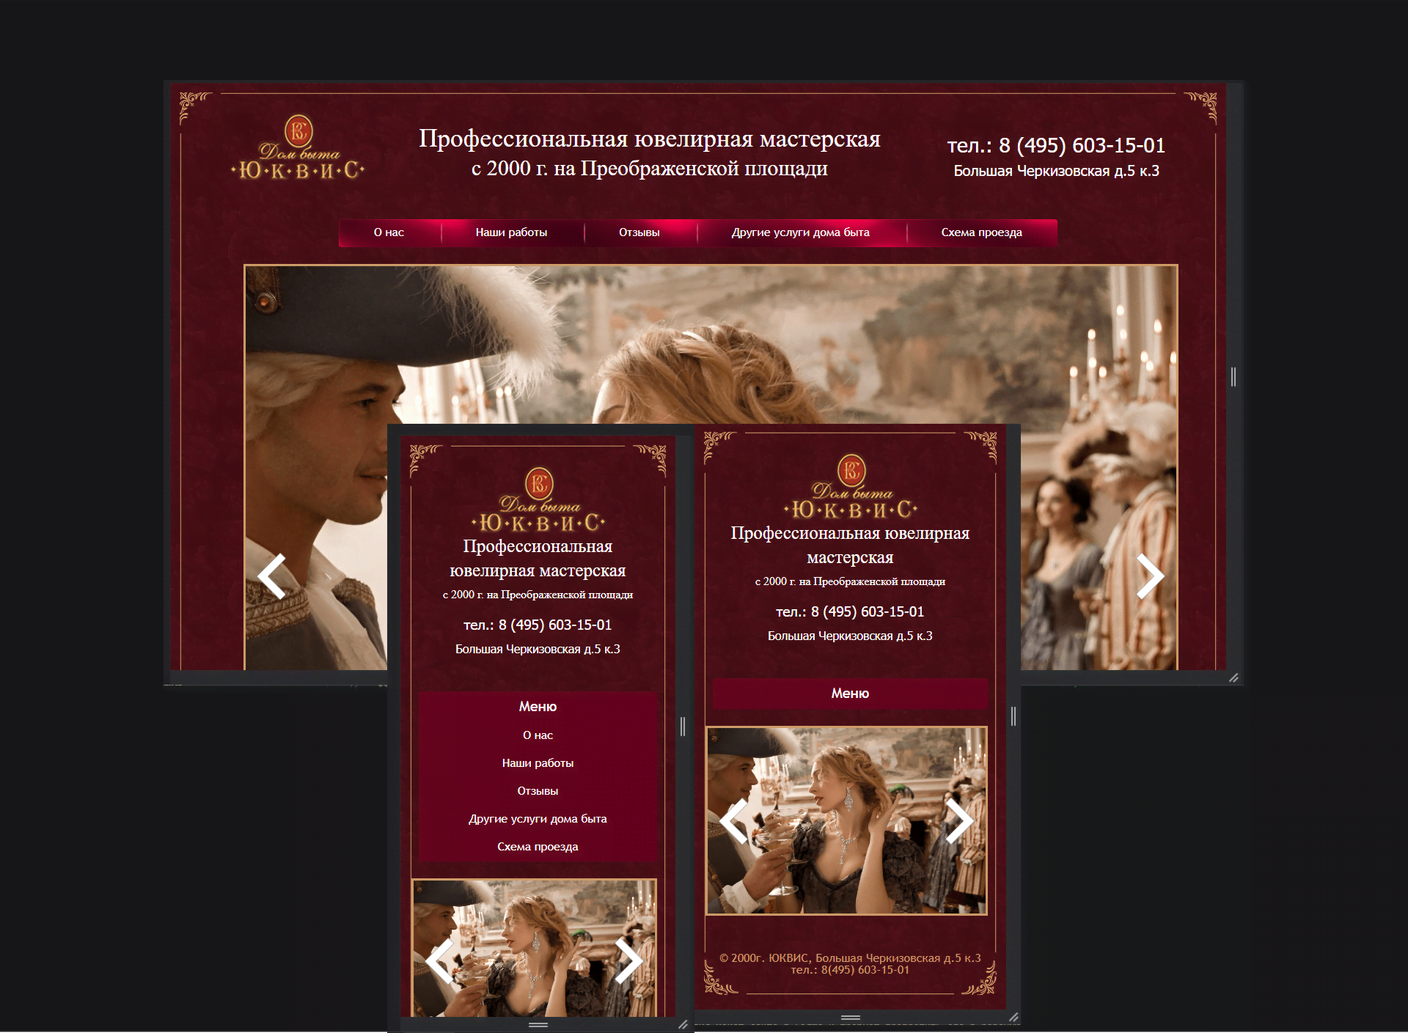 ВС
Дом быта
·Ю·К·В·И·С·
Профессиональная ювелирная мастерская
с 2000 г. на Преображенской площади
тел.: 8 (495) 603-15-01
Большая Черкизовская д.5 к.3
О нас
Наши работы
Отзывы
Другие услуги дома быта
Схема проезда
ВС
Дом быта
·Ю·К·В·И·С·
Профессиональная
ювелирная мастерская
с 2000 г. на Преображенской площади
тел.: 8 (495) 603-15-01
Большая Черкизовская д.5 к.3
Меню
О нас
Наши работы
Отзывы
Другие услуги дома быта
Схема проезда
ВС
Дом быта
·Ю·К·В·И·С·
Профессиональная ювелирная
мастерская
с 2000 г. на Преображенской площади
тел.: 8 (495) 603-15-01
Большая Черкизовская д.5 к.3
Меню
© 2000г. ЮКВИС, Большая Черкизовская д.5 к.3
тел.: 8(495) 603-15-01